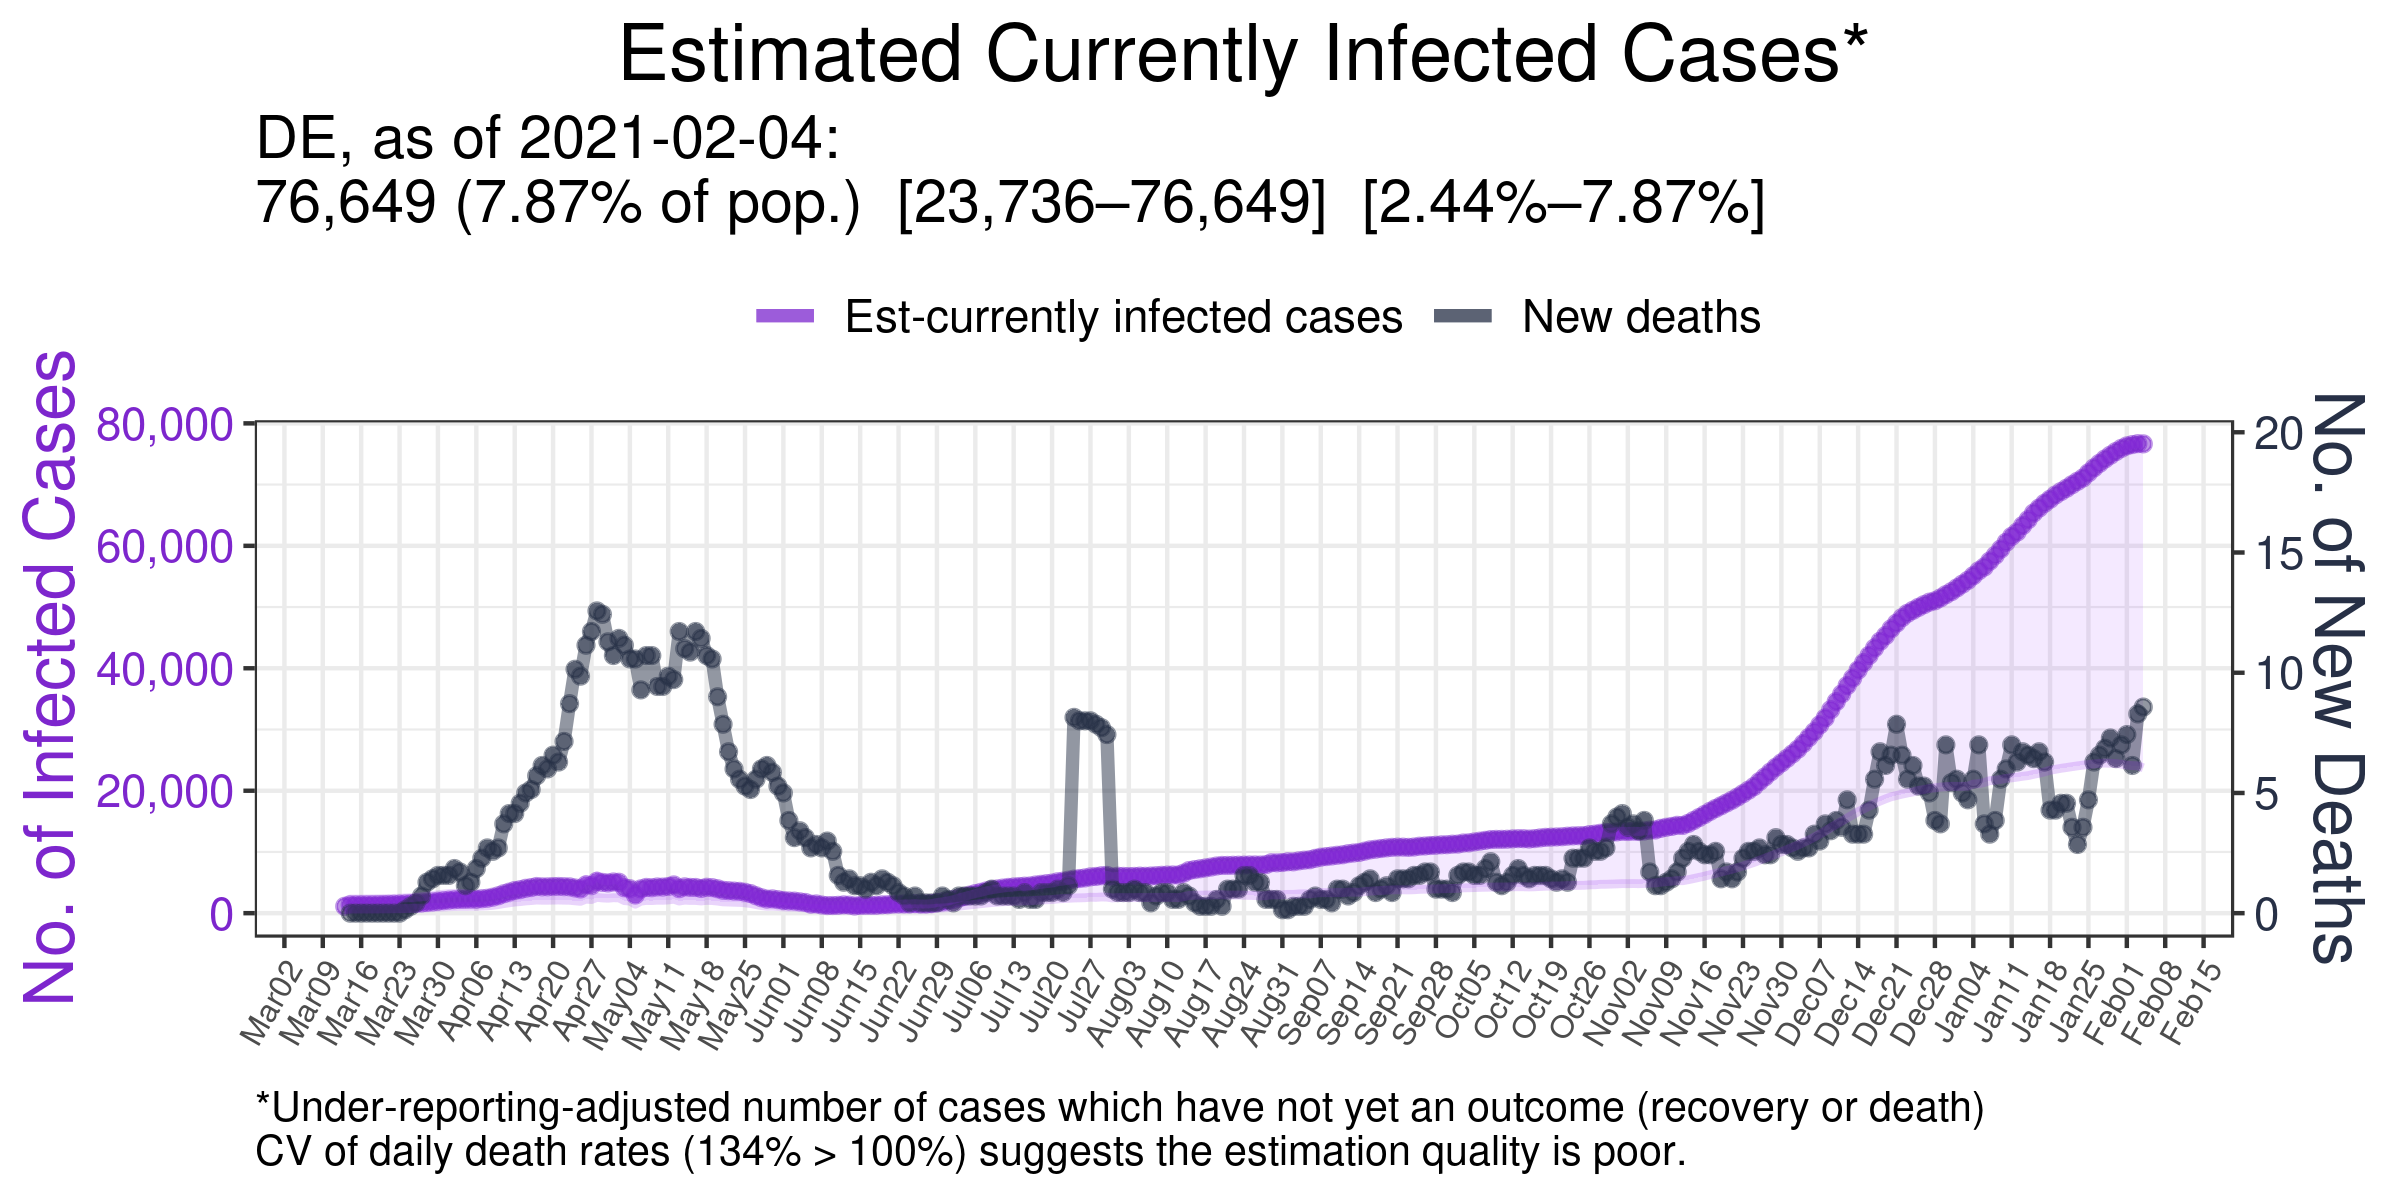 Estimated Currently Infected Cases*
DE, as of 2021-02-04:
76,649 (7.87% of pop.) [23,736–76,649] [2.44%–7.87%]
Est-currently infected cases
New deaths
No. of Infected Cases
80,000
60,000
40,000
20,000
0
20
15
10
5
0
No. of New Deaths
Mar02
Mar09
Mar16
Mar23
Mar30
Apr06
Apr13
Apr20
Apr27
May04
May11
May18
May25
Jun01
Jun08
Jun15
Jun22
Jun29
Jul06
Jul13
Jul20
Jul27
Aug03
Aug10
Aug17
Aug24
Aug31
Sep07
Sep14
Sep21
Sep28
Oct05
Oct12
Oct19
Oct26
Nov02
Nov09
Nov16
Nov23
Nov30
Dec07
Dec14
Dec21
Dec28
Jan04
Jan11
Jan18
Jan25
Feb01
Feb08
Feb15
*Under-reporting-adjusted number of cases which have not yet an outcome (recovery or death)
CV of daily death rates (134% > 100%) suggests the estimation quality is poor.